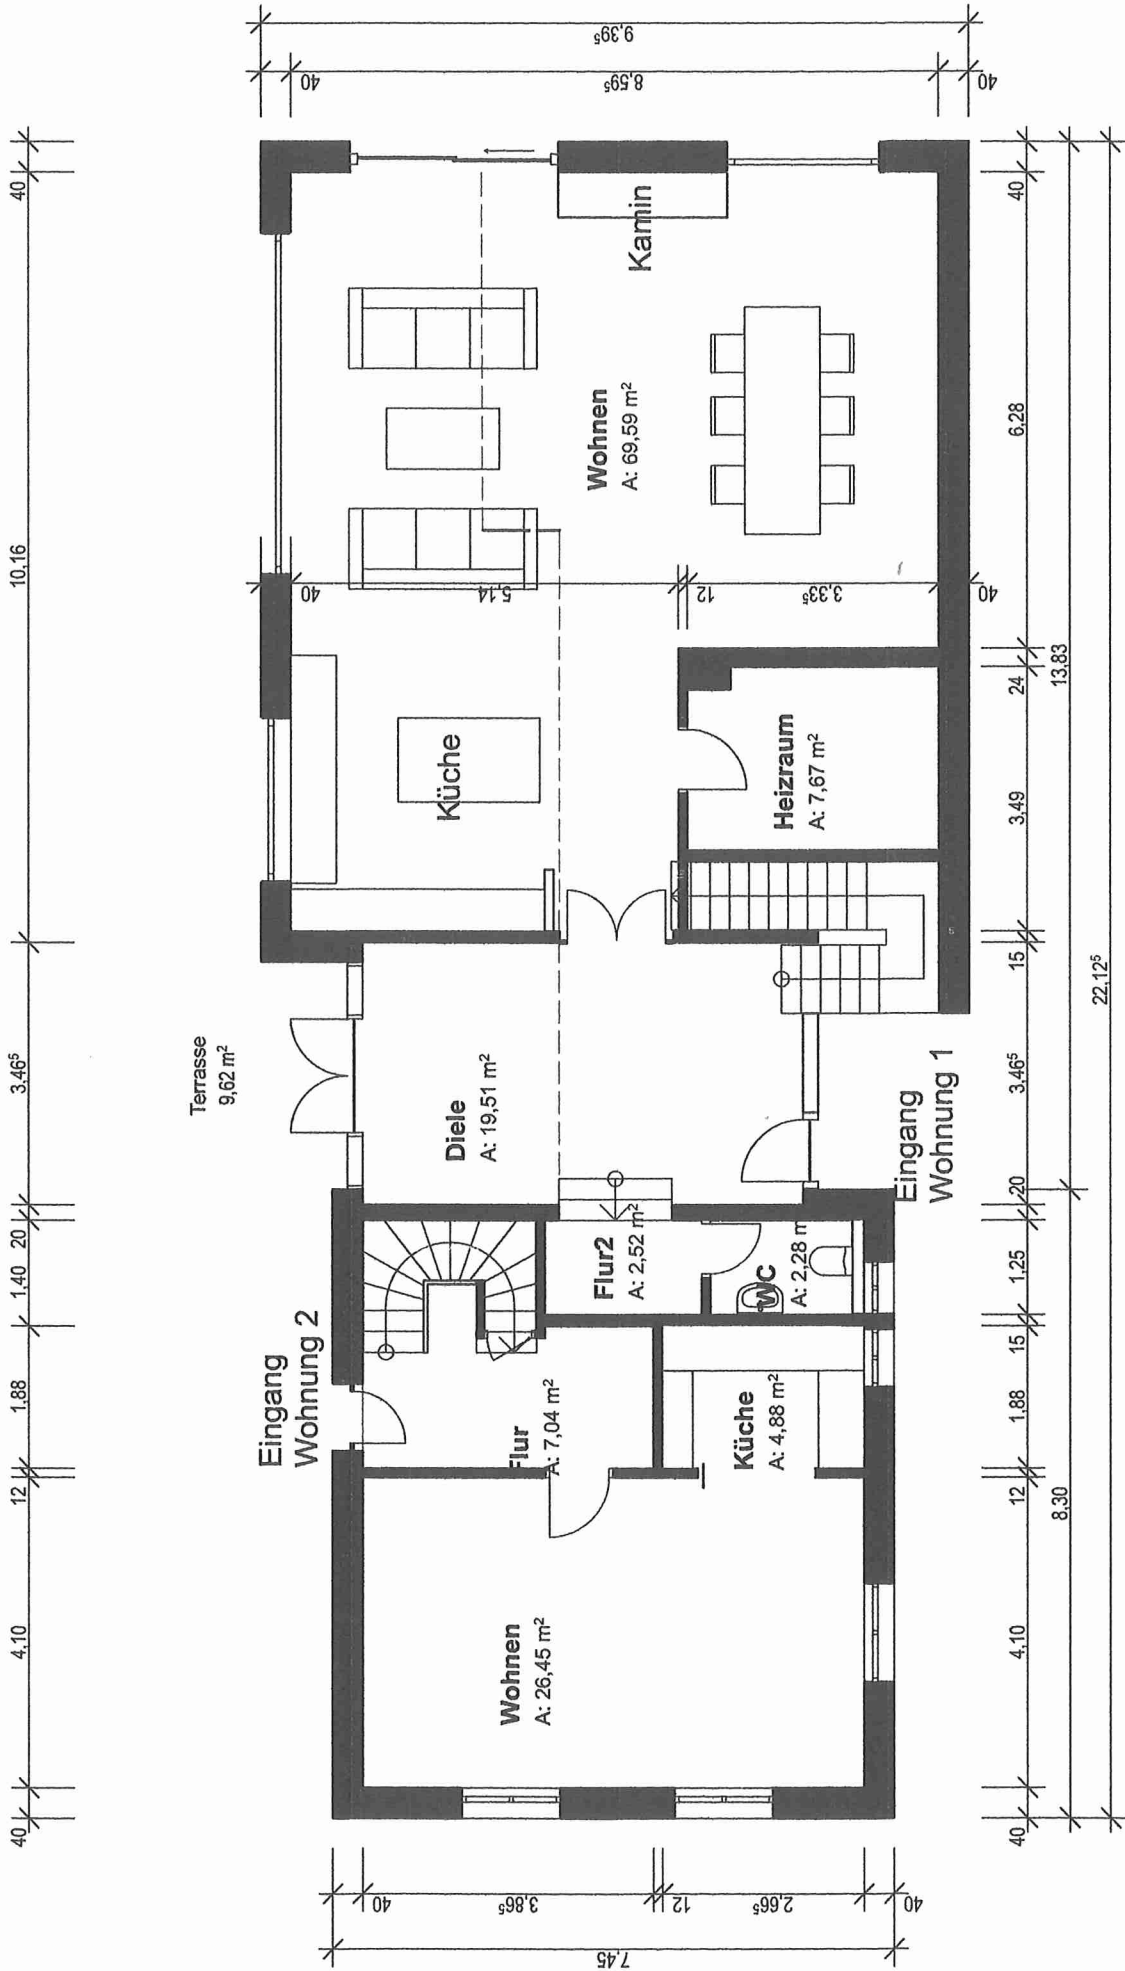 40
10,16
3,46⁵
20
1,40
1,88
12
4,10
40
9,39⁵
40
8,59⁵
40
Kamin
Wohnen
A: 69,59 m²
40
5,14
12
3,33⁵
40
Küche
Heizraum
A: 7,67 m²
Terrasse
9,62 m²
Diele
A: 19,51 m²
Eingang
Wohnung 1
Flur2
A: 2,52 m²
WC
A: 2,28 m
Eingang
Wohnung 2
Flur
A: 7,04 m²
Küche
A: 4,88 m²
Wohnen
A: 26,45 m²
40
6,28
24
3,49
15
3,46⁵
20
1,25
15
1,88
12
4,10
40
13,83
8,30
22,12⁵
40
3,86⁵
12
2,66⁵
40
7,45